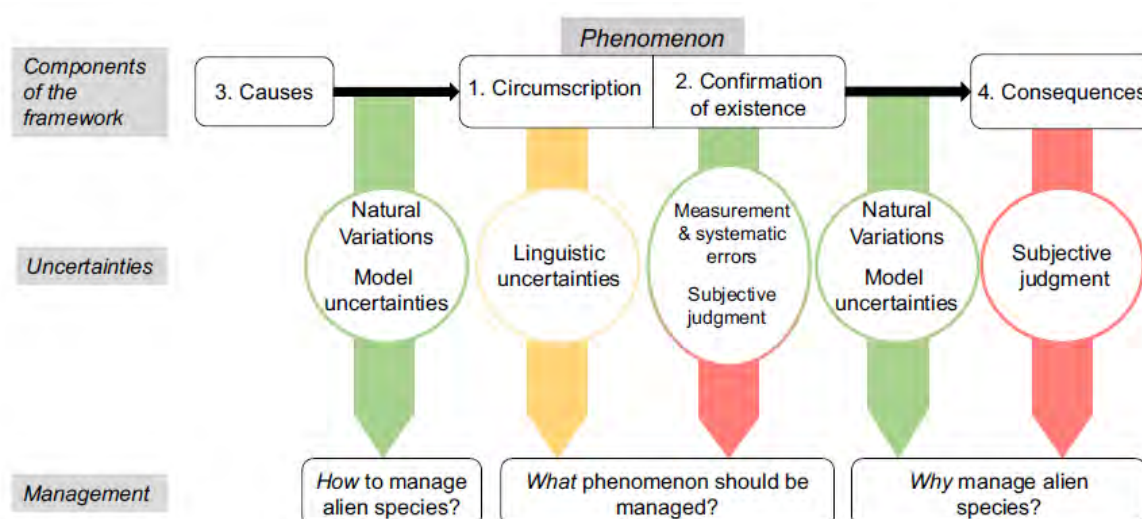 Phenomenon
Components
of the
framework
3. Causes
1. Circumscription
2. Confirmation
of existence
4. Consequences
Uncertainties
Natural
Variations
Model
uncertainties
Linguistic
uncertainties
Measurement
& systematic
errors
Subjective
judgment
Natural
Variations
Model
uncertainties
Subjective
judgment
Management
How to manage
alien species?
What phenomenon should be
managed?
Why manage alien
species?